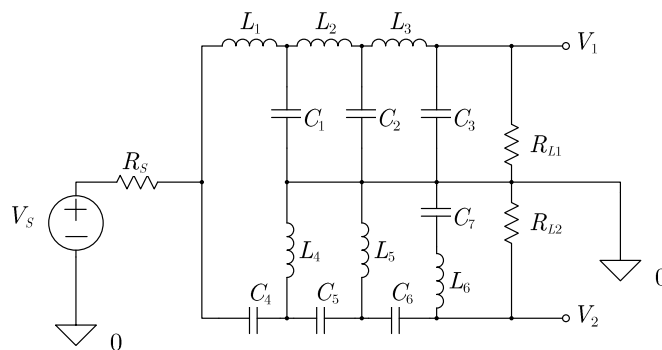 L1 L2 L3 V1
C1 C2 C3
RL1
RS
VS + −
C7
RL2
L4 L5 L6
C4 C5 C6
0
0 V2